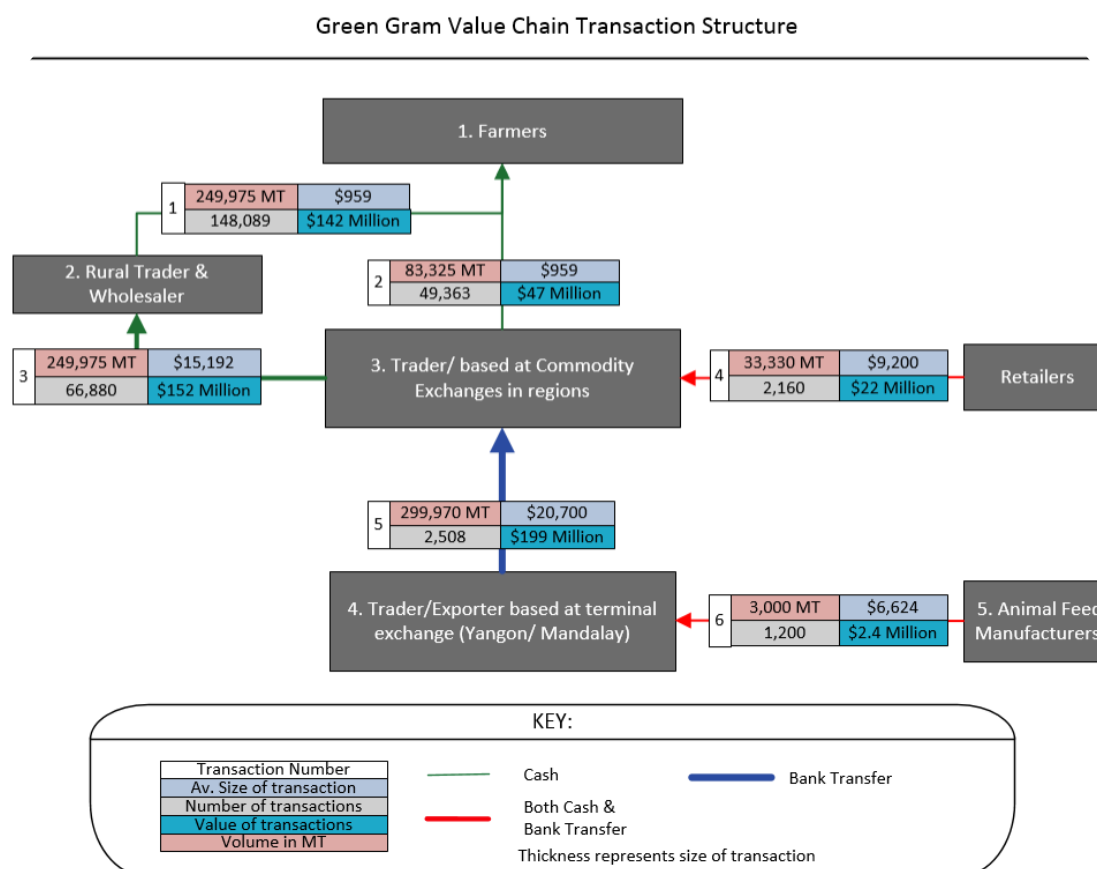 Green Gram Value Chain Transaction Structure
1. Farmers
1
249,975 MT
$959
148,089
$142 Million
2. Rural Trader &
Wholesaler
2
83,325 MT
$959
49,363
$47 Million
3
249,975 MT
$15,192
66,880
$152 Million
3. Trader/ based at Commodity
Exchanges in regions
4
33,330 MT
$9,200
2,160
$22 Million
Retailers
5
299,970 MT
$20,700
2,508
$199 Million
4. Trader/Exporter based at terminal
exchange (Yangon/ Mandalay)
6
3,000 MT
$6,624
1,200
$2.4 Million
5. Animal Feed
Manufacturers
KEY:
Transaction Number
Av. Size of transaction
Number of transactions
Value of transactions
Volume in MT
Cash
Both Cash &
Bank Transfer
Bank Transfer
Thickness represents size of transaction